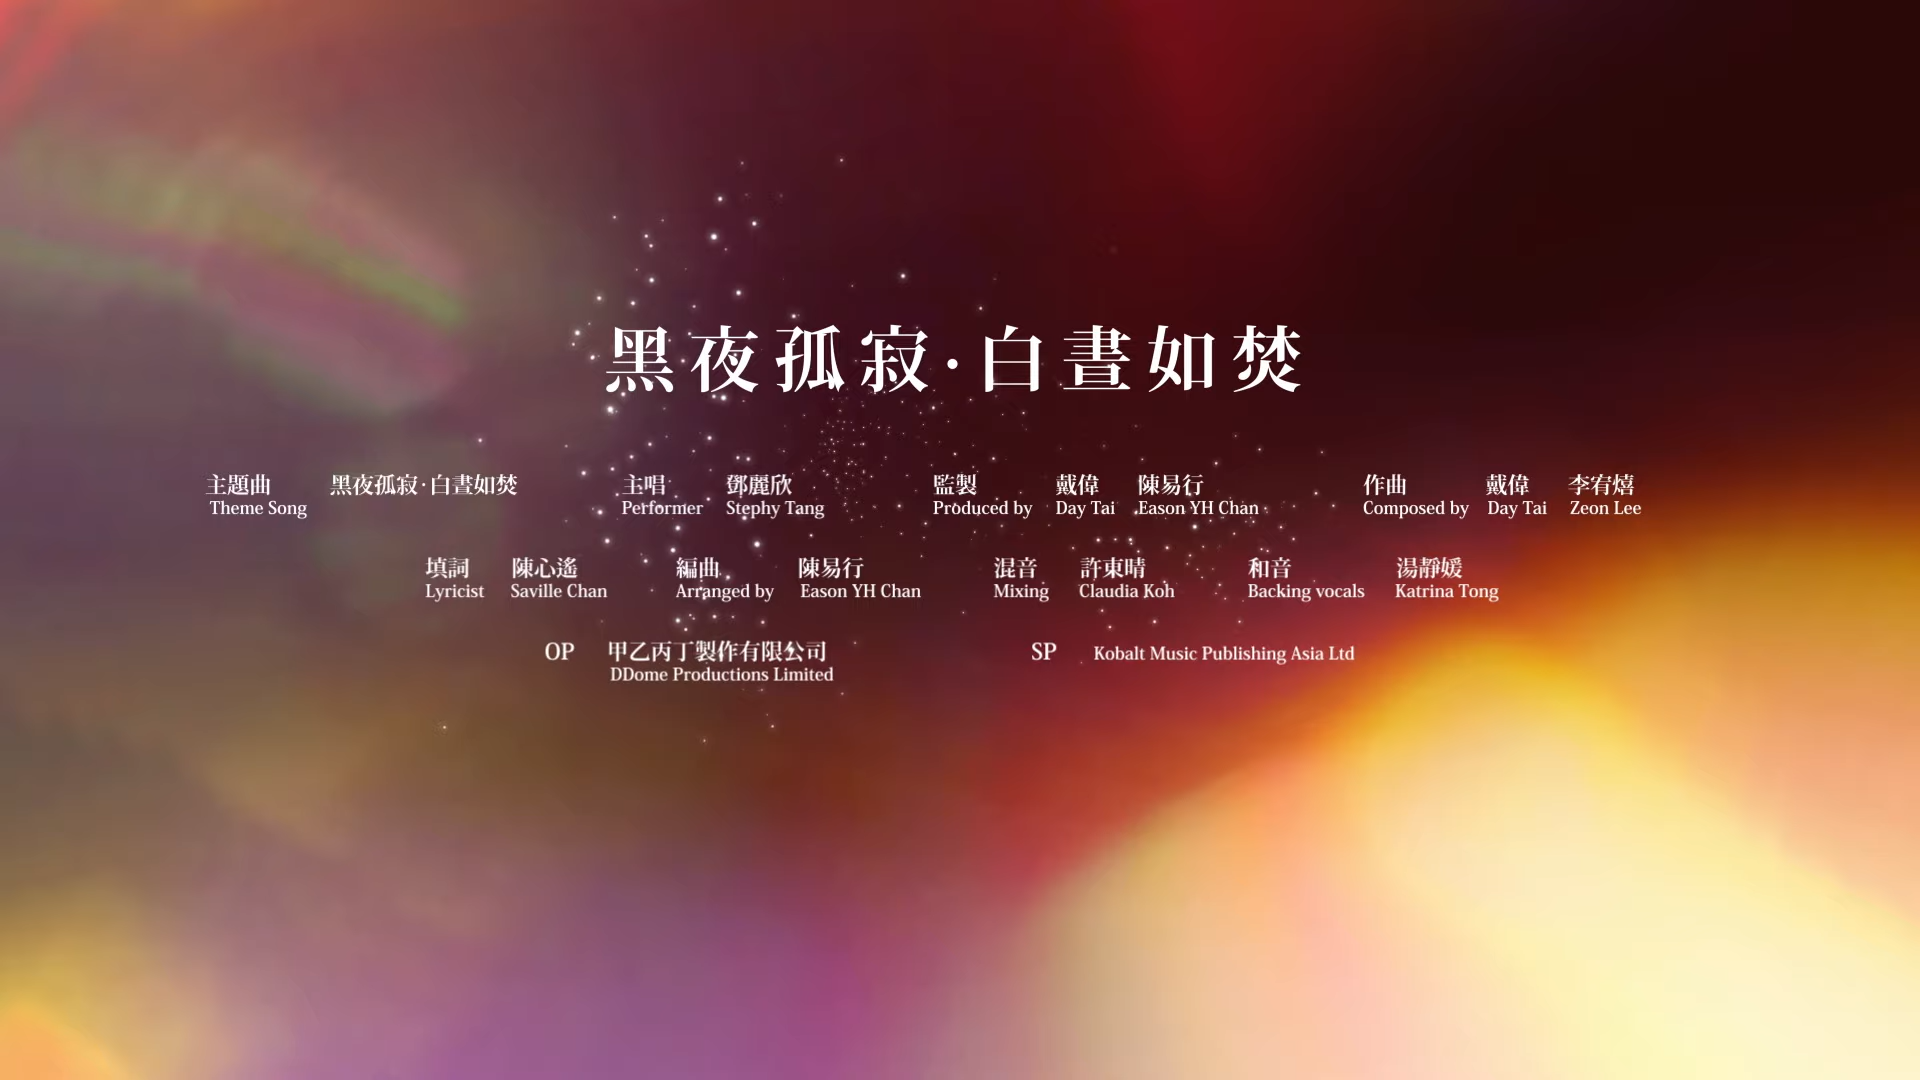 黑夜孤寂·白晝如焚
主題曲 黑夜孤寂·白晝如焚 主唱 鄧麗欣 監製 戴偉 陳易行 作曲 戴偉 李宥熺
Theme Song Performer Stephy Tang Produced by Day Tai Eason YH Chan Composed by Day Tai Zeon Lee
填詞 陳心遙 編曲 陳易行 混音 許東晴 和音 湯靜媛
Lyricist Saville Chan Arranged by Eason YH Chan Mixing Claudia Koh Backing vocals Katrina Tong
OP 甲乙丙丁製作有限公司 SP Kobalt Music Publishing Asia Ltd
DDome Productions Limited